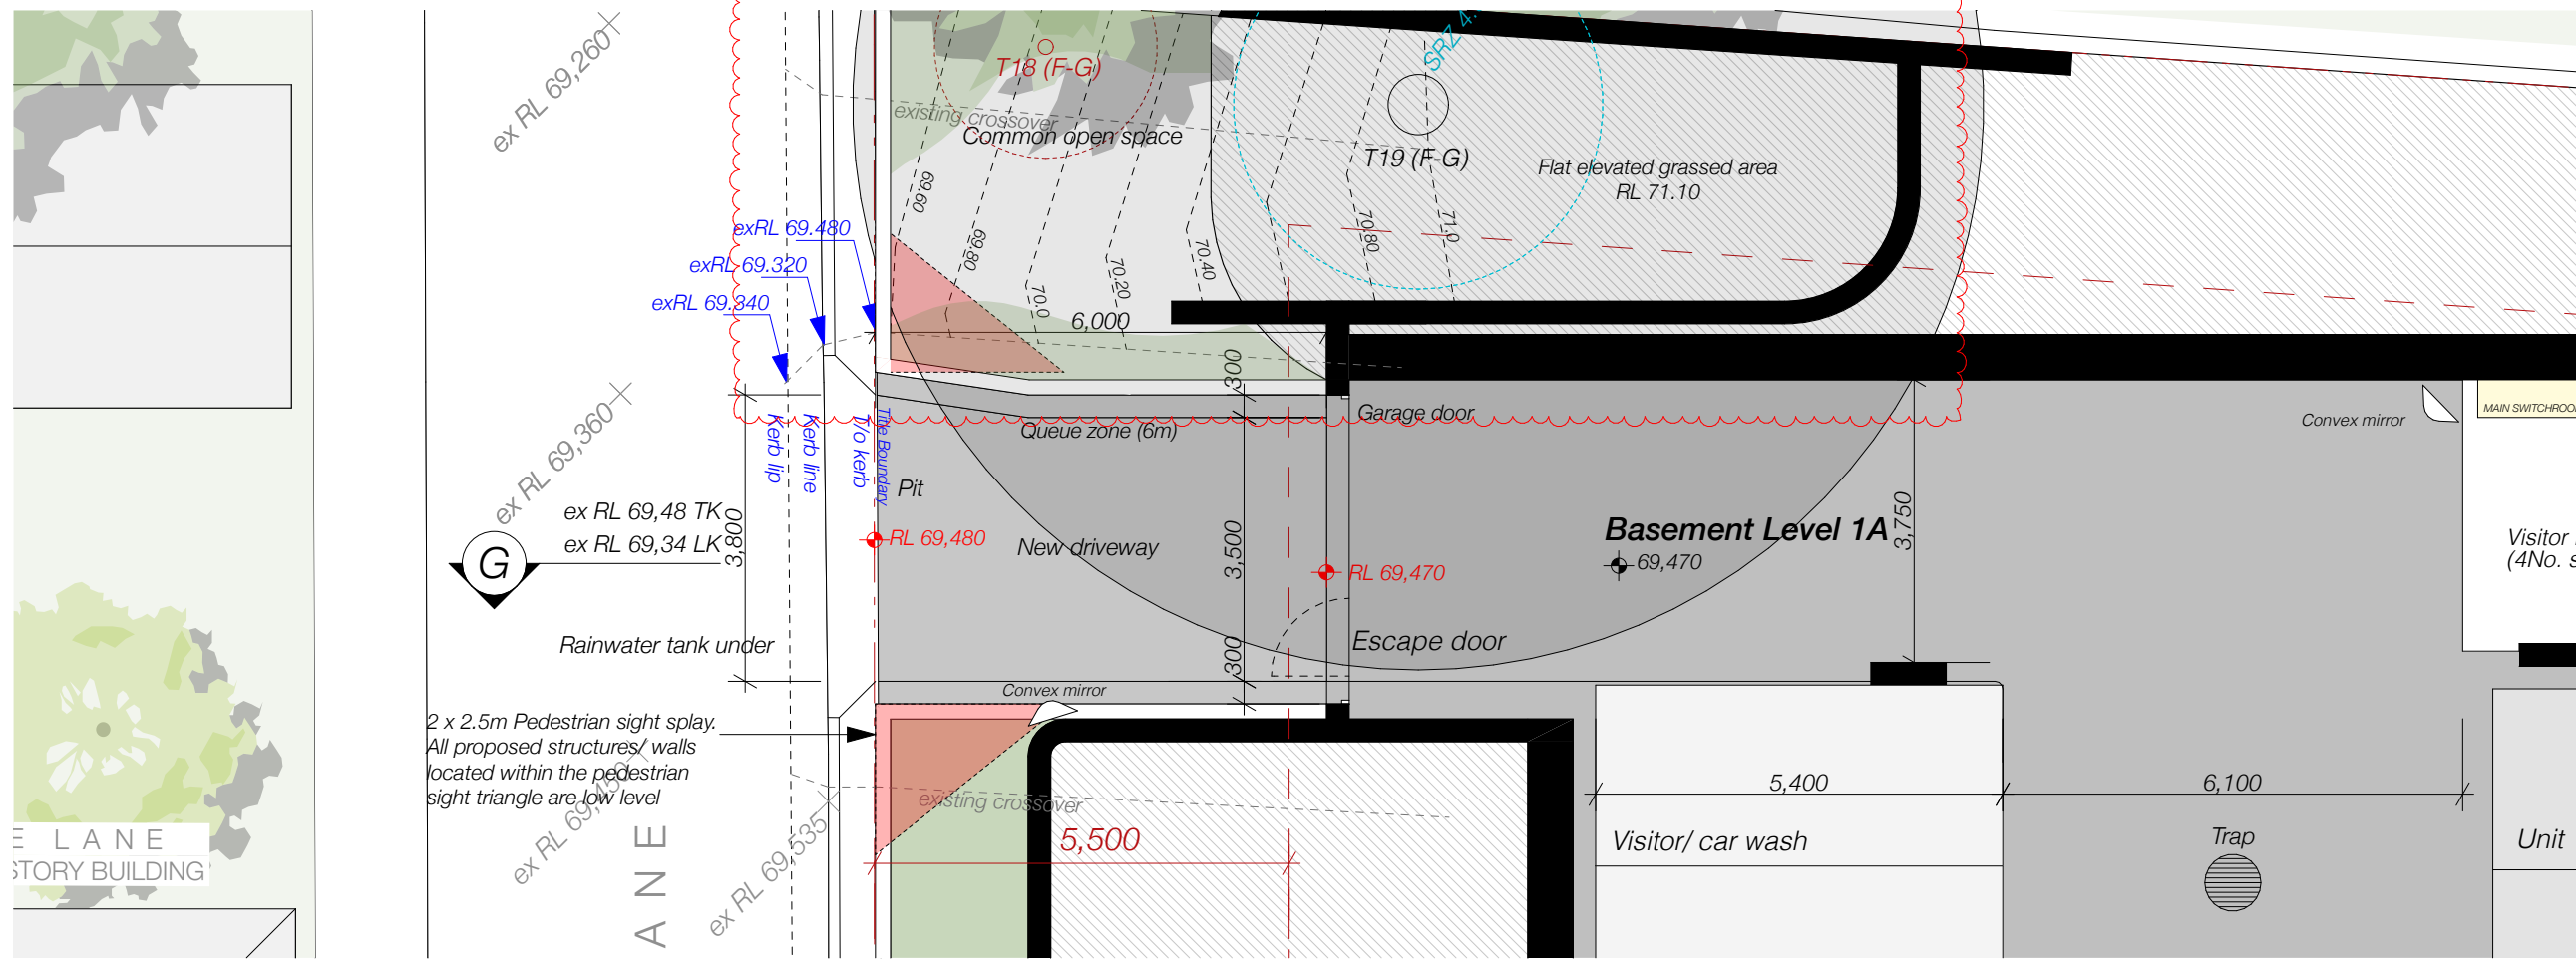 ex RL 69,260
T18 (F-G)
SRZ 4.
existing crossover
Common open space
T19 (F-G)
Flat elevated grassed area
RL 71.10
69.60
69.80
70.0
70.20
70.40
70.80
71.0
exRL 69.480
exRL 69.320
exRL 69.340
6,000
300
ex RL 69,360
Kerb lip
Kerb line
T/o kerb
Title Boundary
Queue zone (6m)
Garage door
Convex mirror
MAIN SWITCHROO
Pit
ex RL 69,48 TK
ex RL 69,34 LK
G
3,800
RL 69,480
New driveway
3,500
RL 69,470
Basement Level 1A
69,470
3,750
Visitor
(4No. s
Rainwater tank under
300
Escape door
Convex mirror
2 x 2.5m Pedestrian sight splay.
All proposed structures/ walls
located within the pedestrian
sight triangle are low level
ex RL 69,450
ex RL 69,535
existing crossover
5,500
5,400
6,100
Visitor/ car wash
Trap
Unit
E LANE
STORY BUILDING
ANE